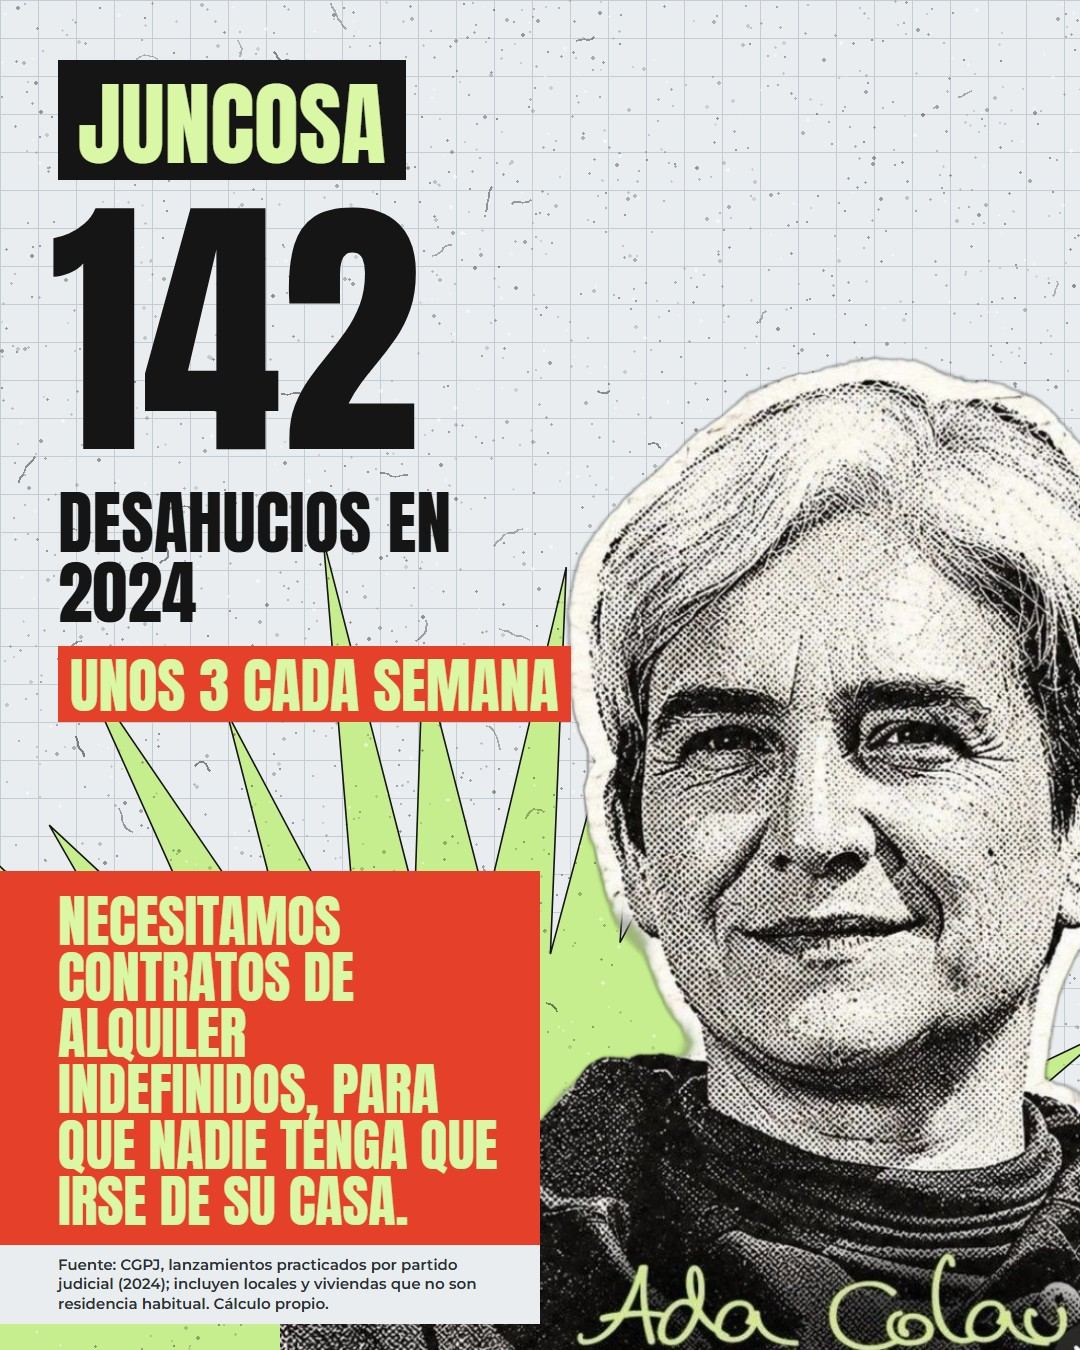 JUNCOSA
142
DESAHUCIOS EN
2024
UNOS 3 CADA SEMANA
NECESITAMOS
CONTRATOS DE
ALQUILER
INDEFINIDOS, PARA
QUE NADIE TENGA QUE
IRSE DE SU CASA.
Fuente: CGPJ, lanzamientos practicados por partido
judicial (2024); incluyen locales y viviendas que no son
residencia habitual. Cálculo propio.
Ada Colau